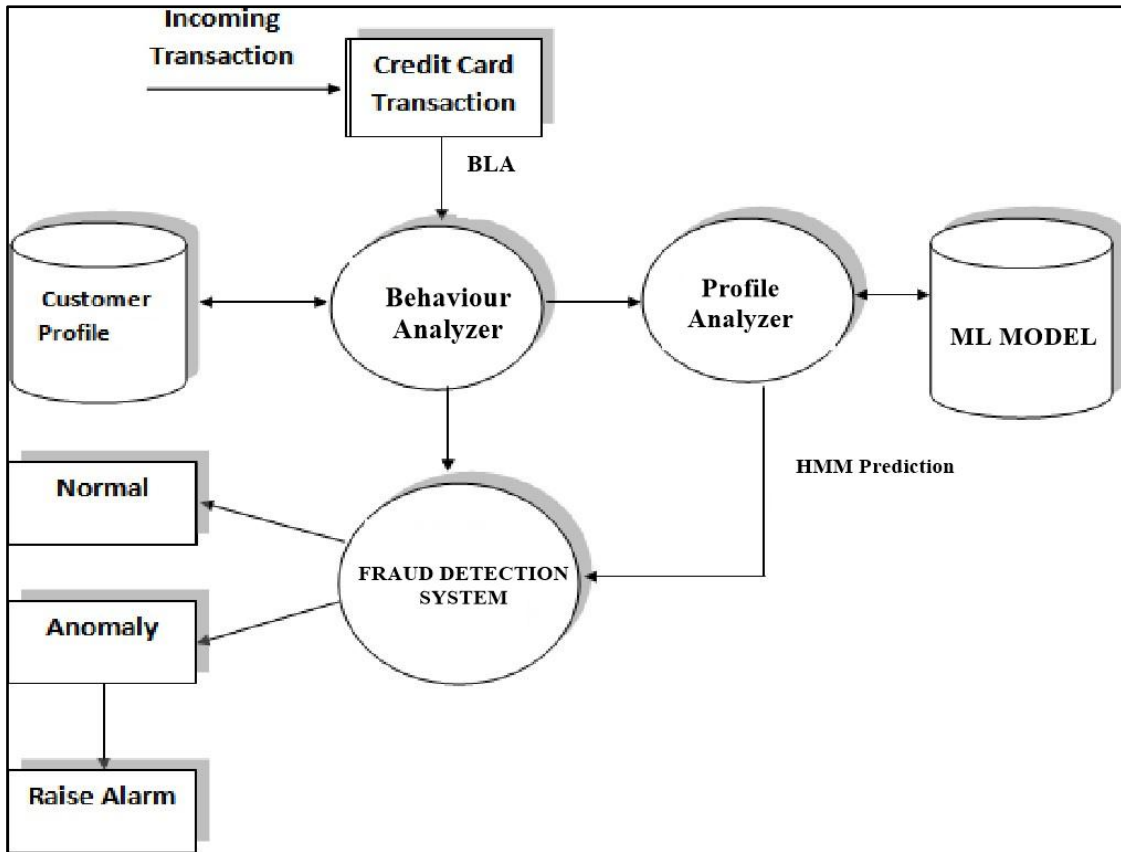 Incoming
Transaction
Credit Card
Transaction
BLA
Customer
Profile
Behaviour
Analyzer
Profile
Analyzer
ML MODEL
HMM Prediction
Normal
FRAUD DETECTION
SYSTEM
Anomaly
Raise Alarm